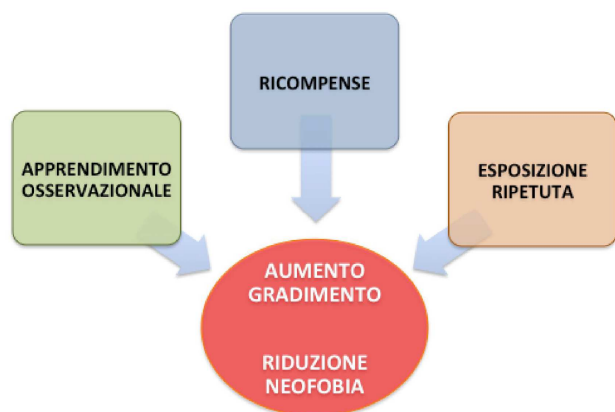 RICOMPENSE
APPRENDIMENTO
OSSERVAZIONALE
ESPOSIZIONE
RIPETUTA
AUMENTO
GRADIMENTO
RIDUZIONE
NEOFOBIA